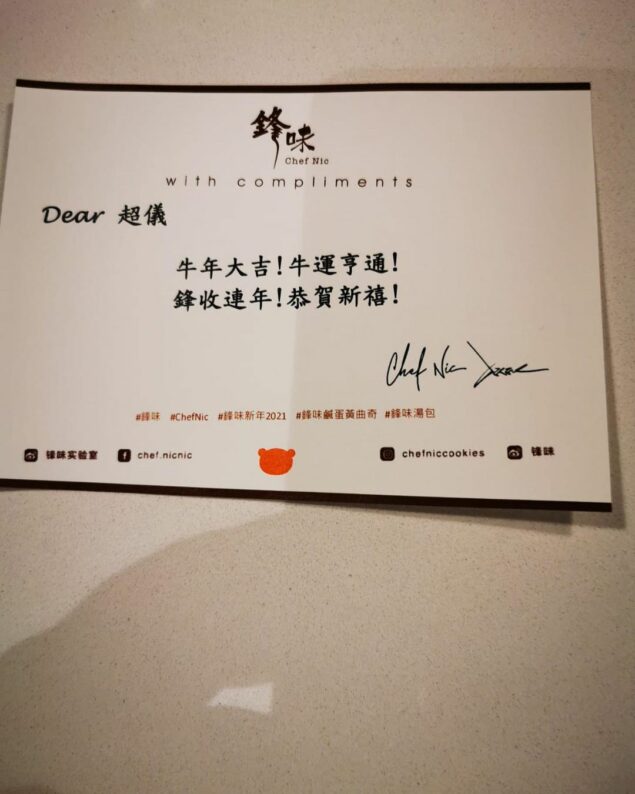 鋒味
Chef Nic
with compliments
Dear 超儀
牛年大吉!牛運亨通!
鋒收連年!恭賀新禧!
Chef Nic
#鋒味 #ChefNic #鋒味新年2021 #鋒味鹹蛋黃曲奇 #鋒味湯包
锋味实验室 chef.nicnic chefniccookies 锋味